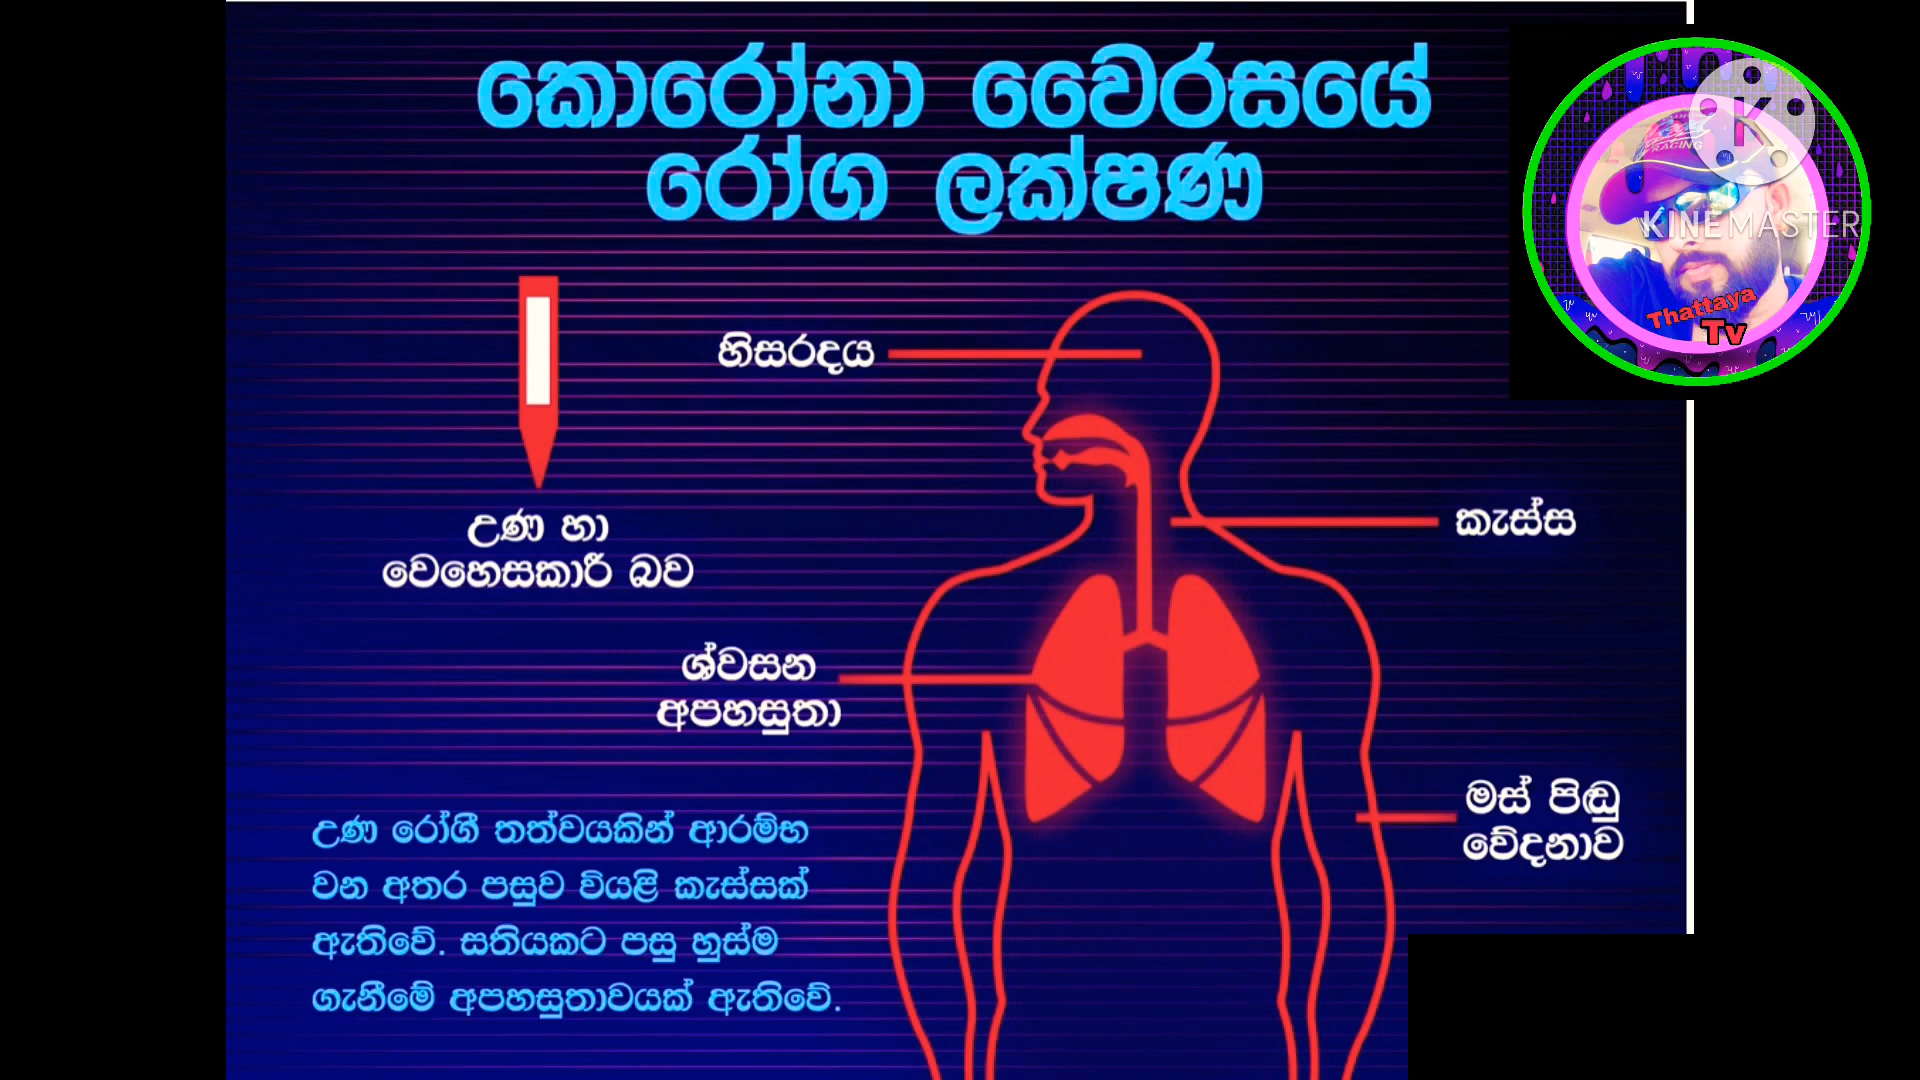 කොරෝනා වෛරසයේ
රෝග ලක්ෂණ
හිසරදය
උණ හා
වෙහෙසකාරී බව
කැස්ස
ශ්වසන
අපහසුතා
මස් පිඬු
වේදනාව
උණ රෝගී තත්වයකින් ආරම්භ
වන අතර පසුව වියළි කැස්සක්
ඇතිවේ. සතියකට පසු හුස්ම
ගැනීමේ අපහසුතාවයක් ඇතිවේ.
K
RACING
KINEMASTER
Thattaya
Tv